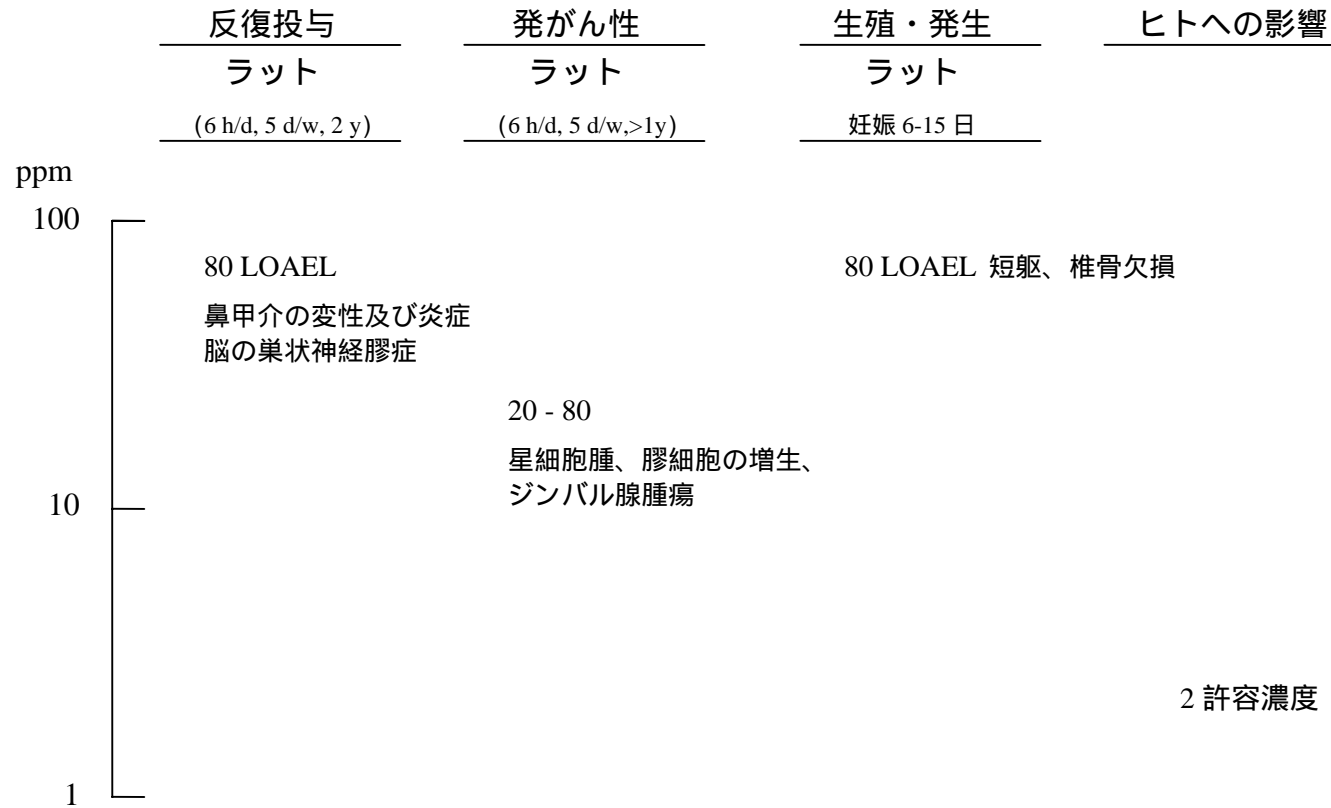 反復投与 発がん性 生殖・発生 ヒトへの影響
ラット ラット ラット
(6 h/d, 5 d/w, 2 y) (6 h/d, 5 d/w,>1y) 妊娠 6-15 日
ppm
100
80 LOAEL 80 LOAEL 短躯、椎骨欠損
鼻甲介の変性及び炎症
脳の巣状神経膠症
20 - 80
星細胞腫、膠細胞の増生、
ジンバル腺腫瘍
10
2 許容濃度
1